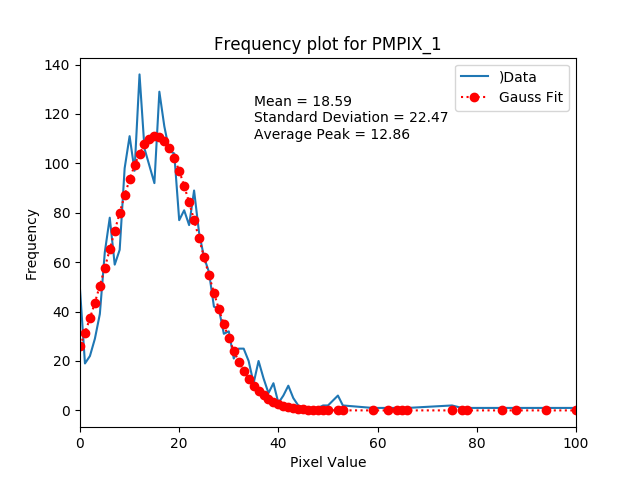 Frequency plot for PMPIX_1
)Data
Gauss Fit
Mean = 18.59
Standard Deviation = 22.47
Average Peak = 12.86
Frequency
140
120
100
80
60
40
20
0
0 20 40 60 80 100
Pixel Value